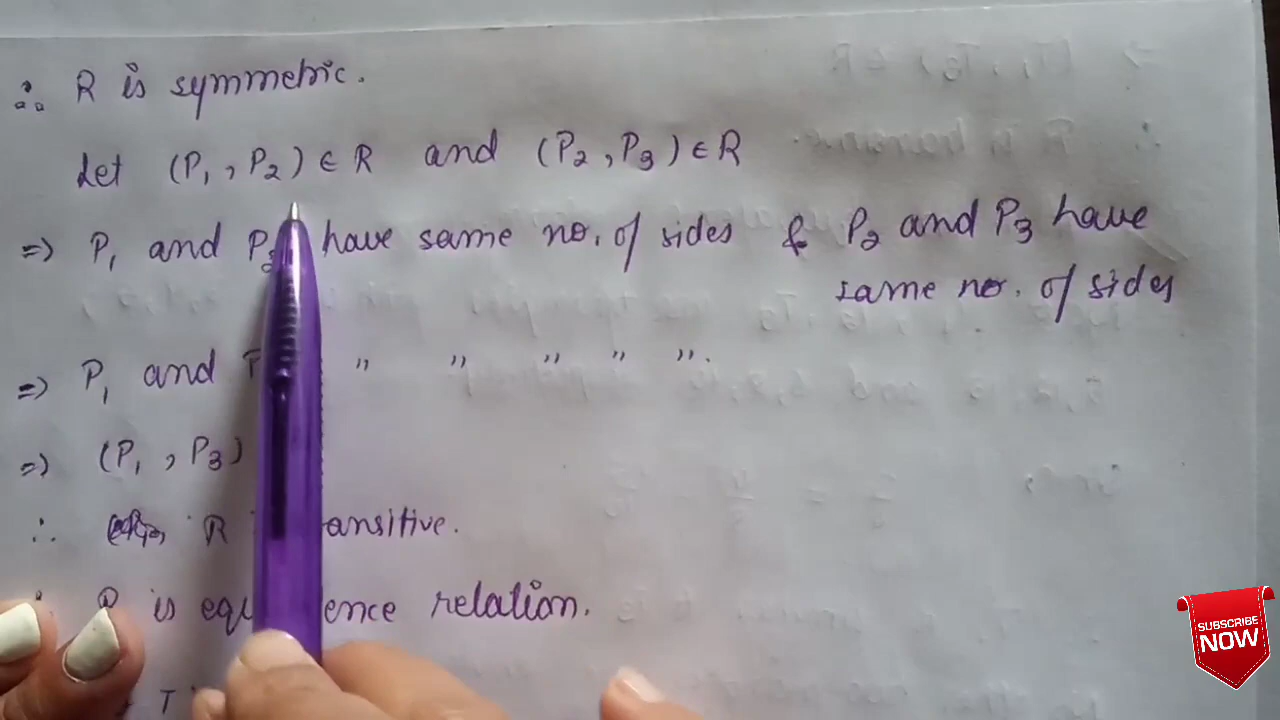 ∴ R is symmetric.
Let (P₁, P₂) ∈ R and (P₂, P₃) ∈ R
⇒ P₁ and P₂ have same no. of sides & P₂ and P₃ have
same no. of sides
⇒ P₁ and " " " " ".
⇒ (P₁, P₃)
∴ R ansitive.
R is equ ence relation.
SUBSCRIBE
NOW